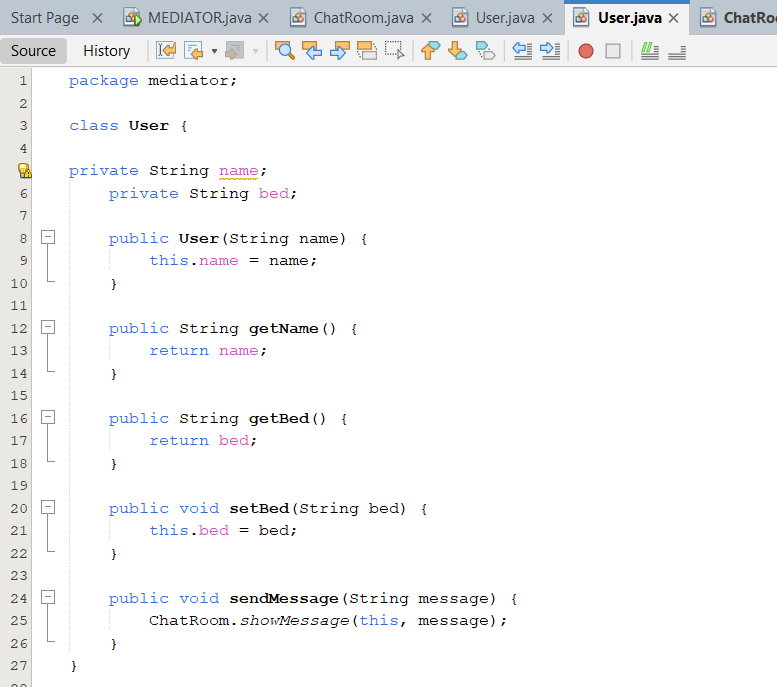 Start Page MEDIATOR.java ChatRoom.java User.java User.java ChatRo
Source History
1 package mediator;
2
3 class User {
4
private String name;
6 private String bed;
7
8 public User(String name) {
9 this.name = name;
10 }
11
12 public String getName() {
13 return name;
14 }
15
16 public String getBed() {
17 return bed;
18 }
19
20 public void setBed(String bed) {
21 this.bed = bed;
22 }
23
24 public void sendMessage(String message) {
25 ChatRoom.showMessage(this, message);
26 }
27 }